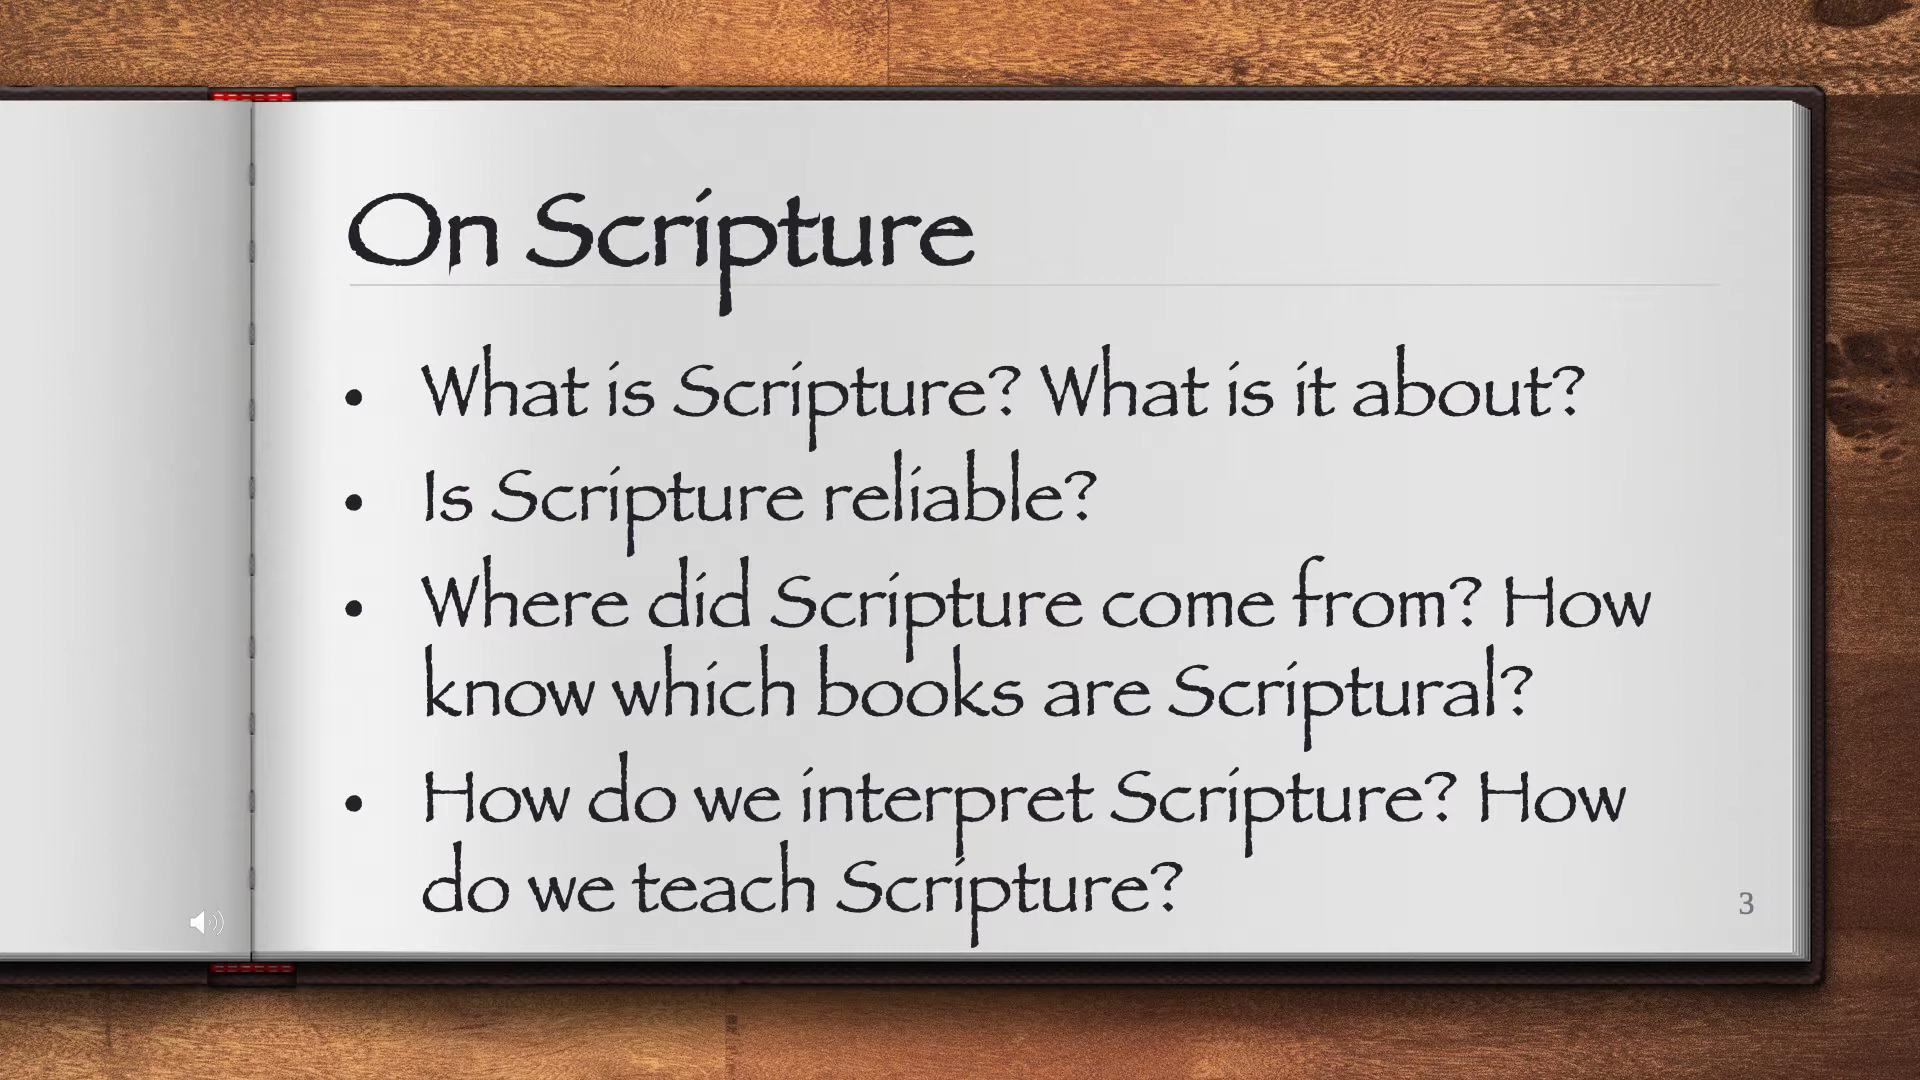 On Scripture
• What is Scripture? What is it about?
• Is Scripture reliable?
• Where did Scripture come from? How
know which books are Scriptural?
• How do we interpret Scripture? How
do we teach Scripture?
3